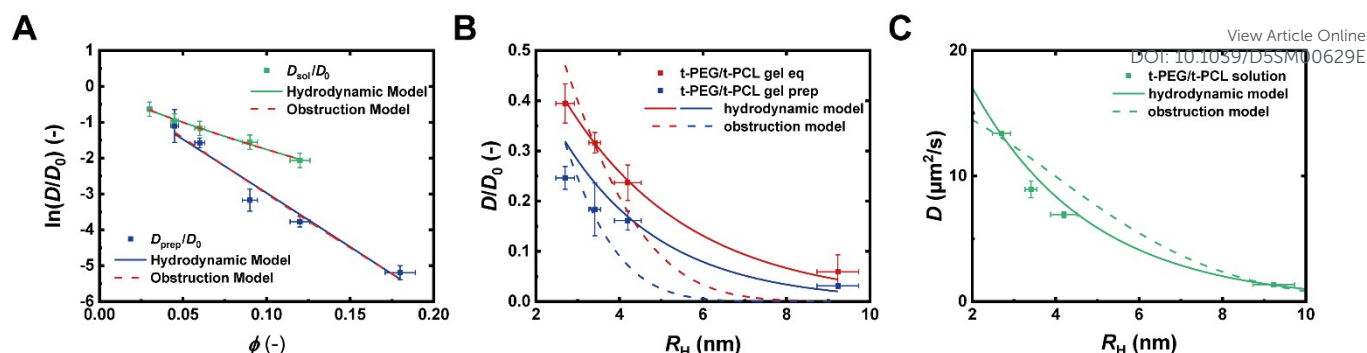 A
ln(D/D0) (-)
1
0
-1
-2
-3
-4
-5
-6
Dsol/D0
Hydrodynamic Model
Obstruction Model
Dprep/D0
Hydrodynamic Model
Obstruction Model
0.00 0.05 0.10 0.15 0.20
ϕ (-)
B
D/D0 (-)
0.5
0.4
0.3
0.2
0.1
0.0
t-PEG/t-PCL gel eq
t-PEG/t-PCL gel prep
hydrodynamic model
obstruction model
2 4 6 8 10
RH (nm)
C
View Article Online
DOI: 10.1039/D5SM00629E
D (µm²/s)
20
10
0
t-PEG/t-PCL solution
hydrodynamic model
obstruction model
2 4 6 8 10
RH (nm)